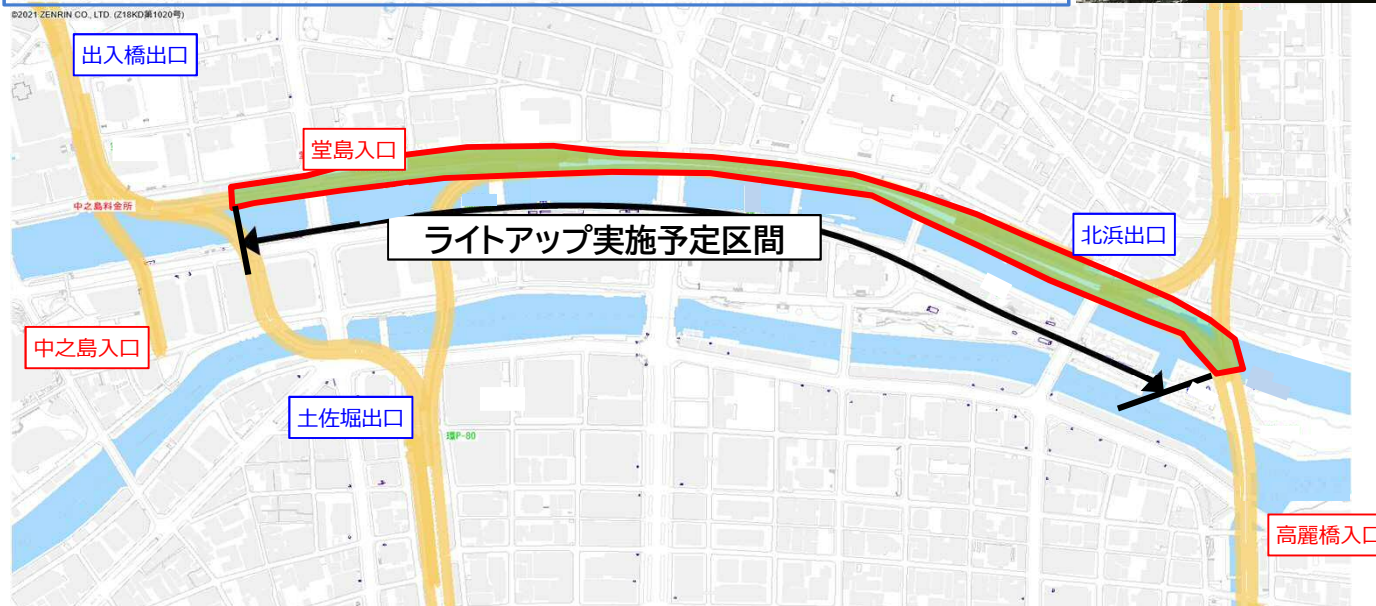 ©2021 ZENRIN CO., LTD. (Z18KD第1020号)
出入橋出口
堂島入口
中之島料金所
ライトアップ実施予定区間
北浜出口
中之島入口
土佐堀出口
環P-80
高麗橋入口